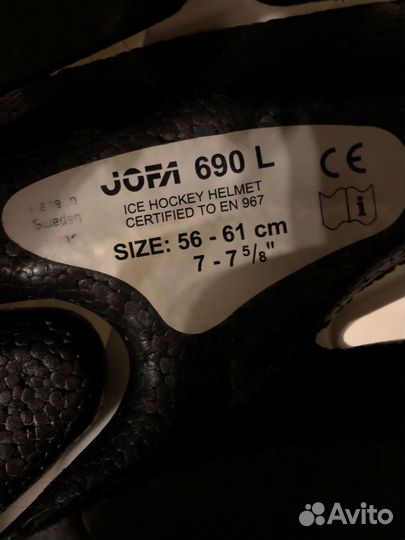 JOFA 690 L
ICE HOCKEY HELMET
CERTIFIED TO EN 967
SIZE: 56 - 61 cm
7 - 7 5/8"
CE
i
Sweden
Avito